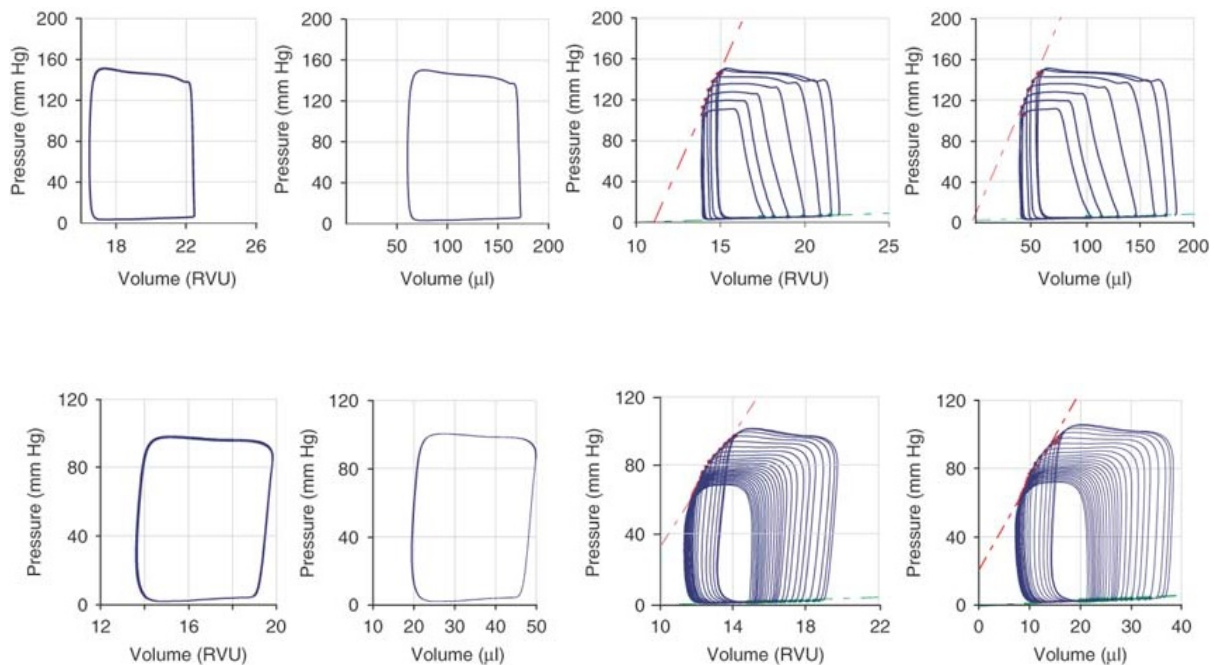 Pressure (mm Hg)
200
160
120
80
40
0
18 22 26
Volume (RVU)
Pressure (mm Hg)
200
160
120
80
40
0
50 100 150 200
Volume (µl)
Pressure (mm Hg)
200
160
120
80
40
0
10 15 20 25
Volume (RVU)
Pressure (mm Hg)
200
160
120
80
40
0
50 100 150 200
Volume (µl)
Pressure (mm Hg)
120
80
40
0
12 16 20
Volume (RVU)
Pressure (mm Hg)
120
80
40
0
10 20 30 40 50
Volume (µl)
Pressure (mm Hg)
120
80
40
0
10 14 18 22
Volume (RVU)
Pressure (mm Hg)
120
80
40
0
0 10 20 30 40
Volume (µl)